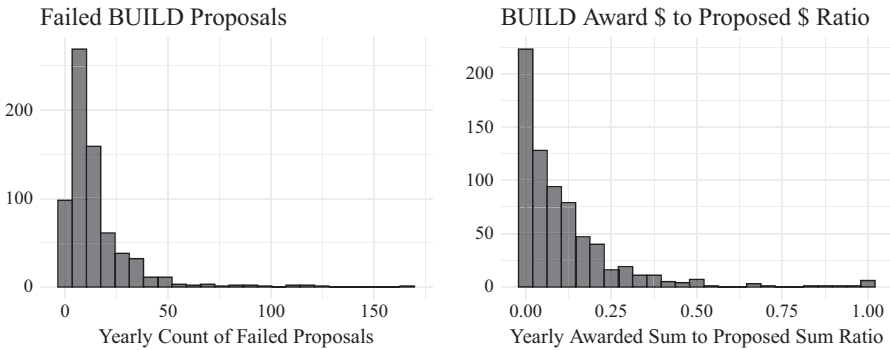 Failed BUILD Proposals
200
100
0
0 50 100 150
Yearly Count of Failed Proposals
BUILD Award $ to Proposed $ Ratio
200
150
100
50
0
0.00 0.25 0.50 0.75 1.00
Yearly Awarded Sum to Proposed Sum Ratio